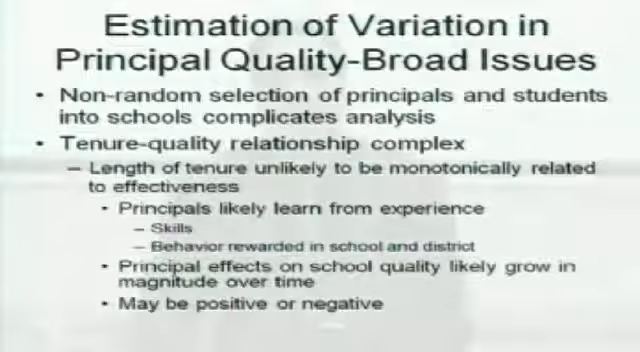 Estimation of Variation in
Principal Quality-Broad Issues
• Non-random selection of principals and students
into schools complicates analysis
• Tenure-quality relationship complex
– Length of tenure unlikely to be monotonically related
to effectiveness
• Principals likely learn from experience
– Skills
– Behavior rewarded in school and district
• Principal effects on school quality likely grow in
magnitude over time
• May be positive or negative